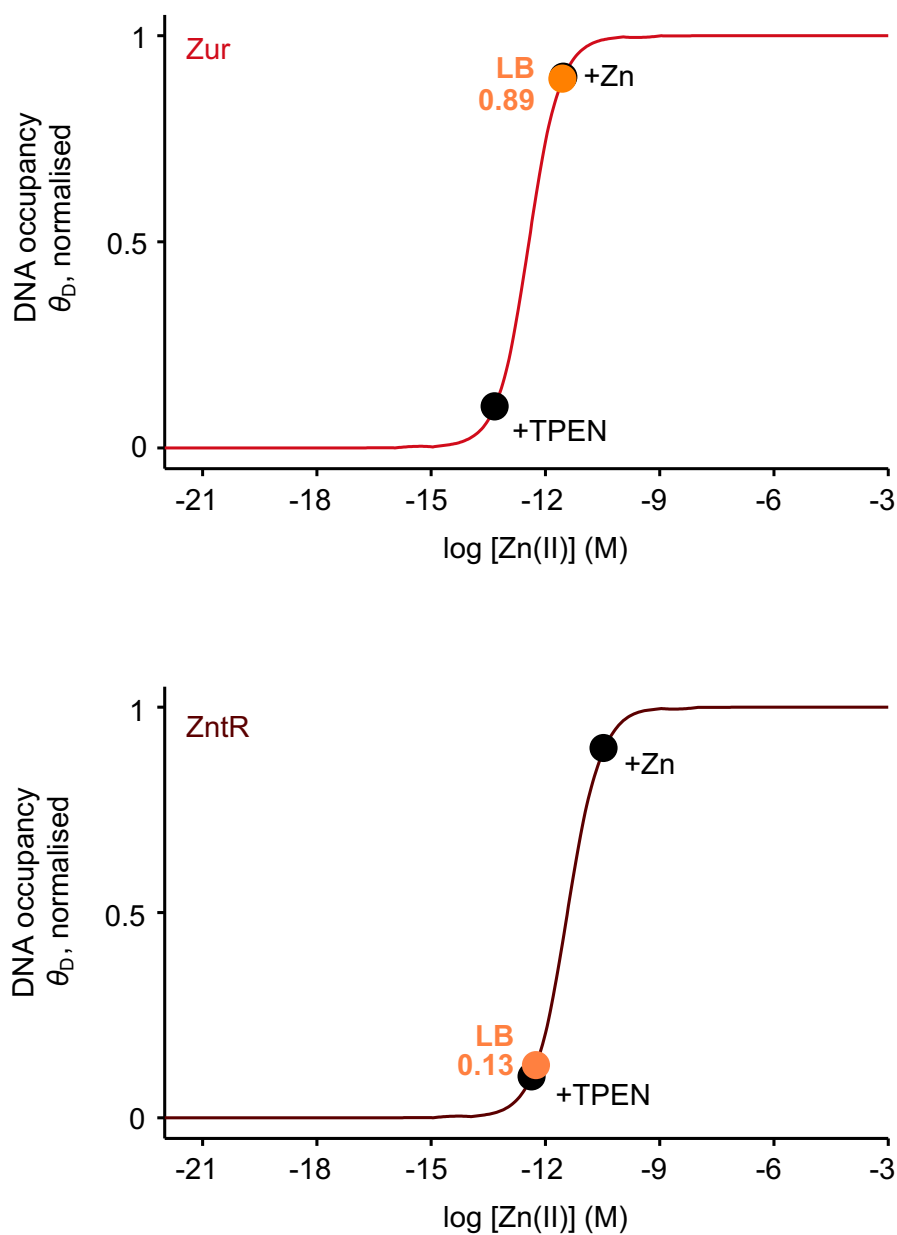 Zur
DNA occupancy
θD, normalised
1
0.5
0
LB
0.89
+Zn
+TPEN
-21 -18 -15 -12 -9 -6 -3
log [Zn(II)] (M)
ZntR
DNA occupancy
θD, normalised
1
0.5
0
+Zn
LB
0.13
+TPEN
-21 -18 -15 -12 -9 -6 -3
log [Zn(II)] (M)